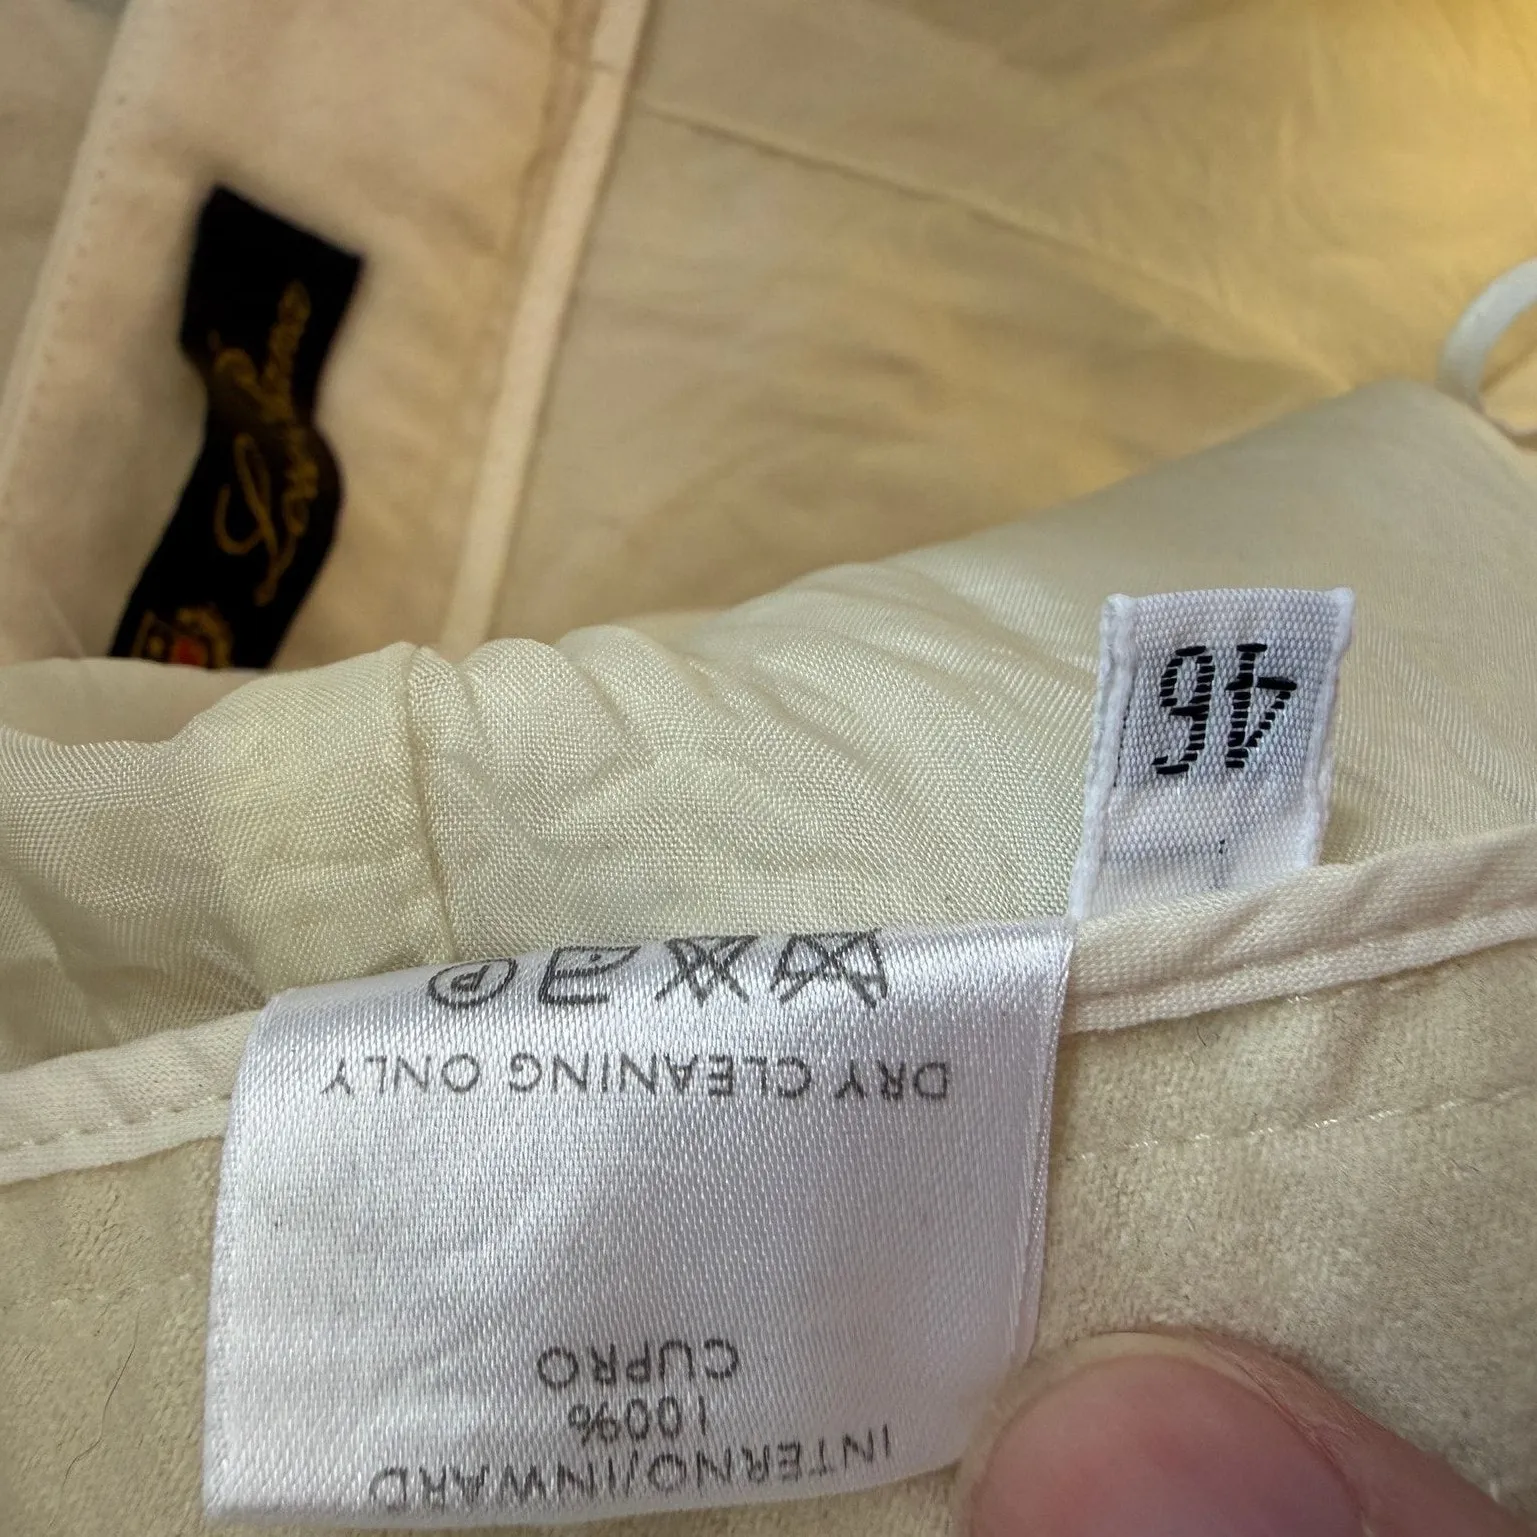 46
INTERNO/INWARD
100%
CUPRO
DRY CLEANING ONLY
P